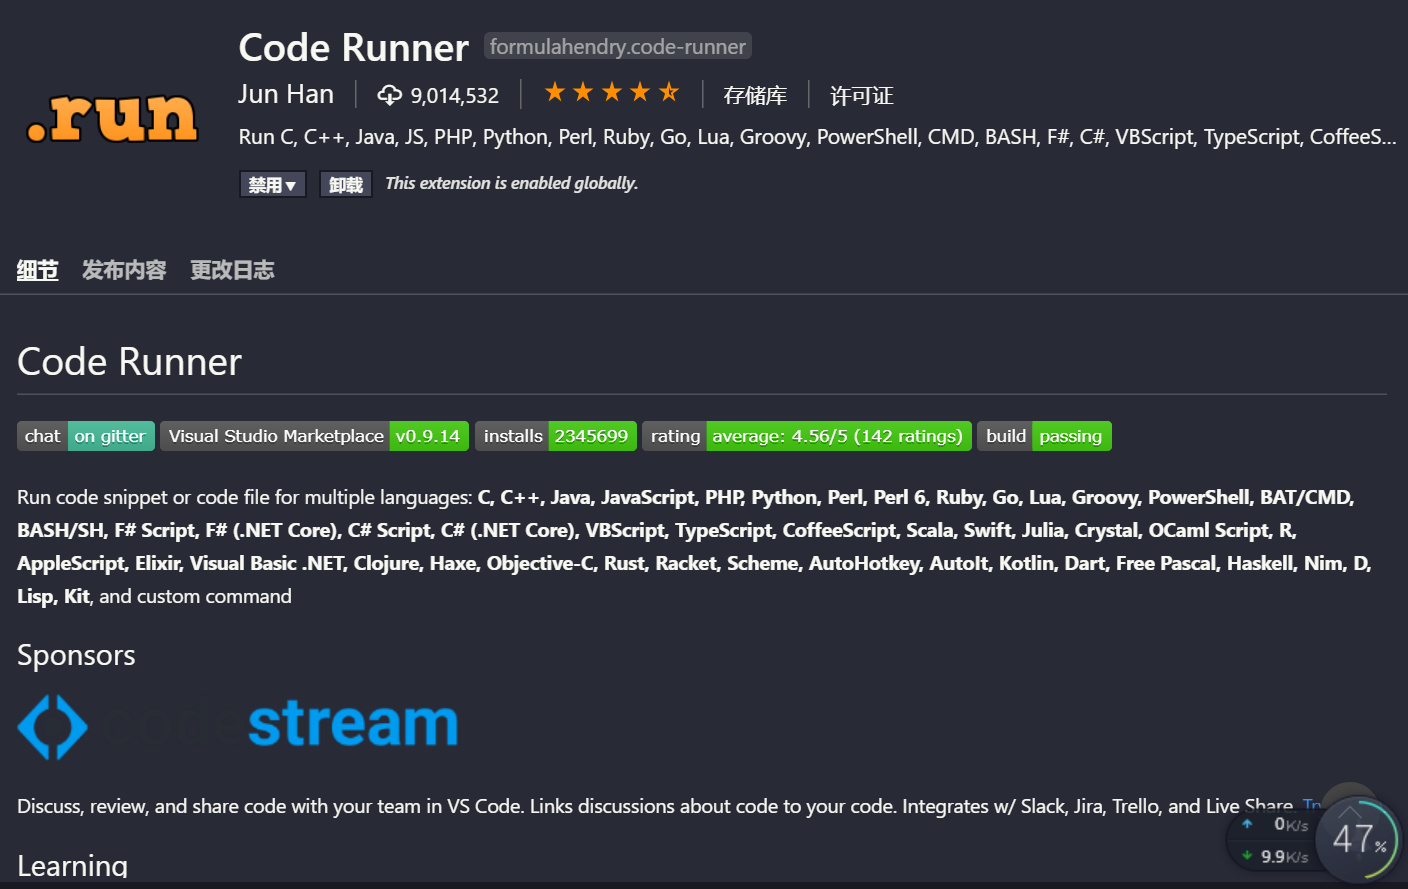 .run
Code Runner formulahendry.code-runner
Jun Han 9,014,532 存储库 许可证
Run C, C++, Java, JS, PHP, Python, Perl, Ruby, Go, Lua, Groovy, PowerShell, CMD, BASH, F#, C#, VBScript, TypeScript, CoffeeS...
禁用▼ 卸载 This extension is enabled globally.
细节 发布内容 更改日志
Code Runner
chat on gitter Visual Studio Marketplace v0.9.14 installs 2345699 rating average: 4.56/5 (142 ratings) build passing
Run code snippet or code file for multiple languages: C, C++, Java, JavaScript, PHP, Python, Perl, Perl 6, Ruby, Go, Lua, Groovy, PowerShell, BAT/CMD,
BASH/SH, F# Script, F# (.NET Core), C# Script, C# (.NET Core), VBScript, TypeScript, CoffeeScript, Scala, Swift, Julia, Crystal, OCaml Script, R,
AppleScript, Elixir, Visual Basic .NET, Clojure, Haxe, Objective-C, Rust, Racket, Scheme, AutoHotkey, AutoIt, Kotlin, Dart, Free Pascal, Haskell, Nim, D,
Lisp, Kit, and custom command
Sponsors
codestream
Discuss, review, and share code with your team in VS Code. Links discussions about code to your code. Integrates w/ Slack, Jira, Trello, and Live Share.
0K/s
9.9K/s
47%
Learning